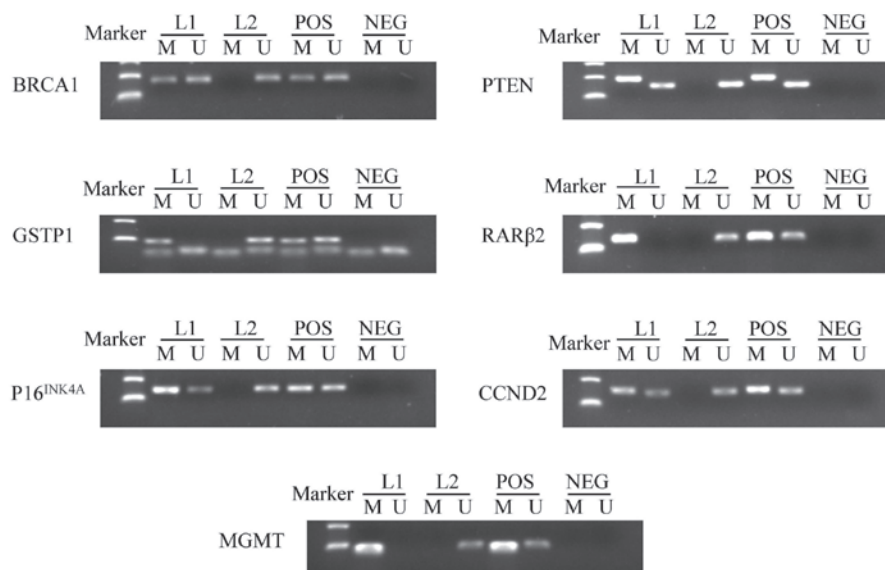 Marker L1 L2 POS NEG
M U M U M U M U
BRCA1
Marker L1 L2 POS NEG
M U M U M U M U
PTEN
Marker L1 L2 POS NEG
M U M U M U M U
GSTP1
Marker L1 L2 POS NEG
M U M U M U M U
RARβ2
Marker L1 L2 POS NEG
M U M U M U M U
P16INK4A
Marker L1 L2 POS NEG
M U M U M U M U
CCND2
Marker L1 L2 POS NEG
M U M U M U M U
MGMT